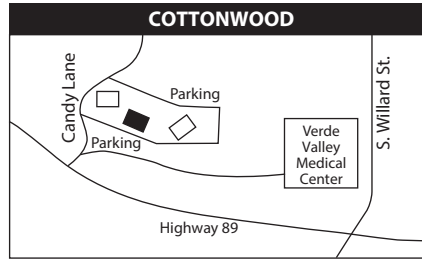 COTTONWOOD
Candy Lane
Parking
Parking
S. Willard St.
Verde
Valley
Medical
Center
Highway 89